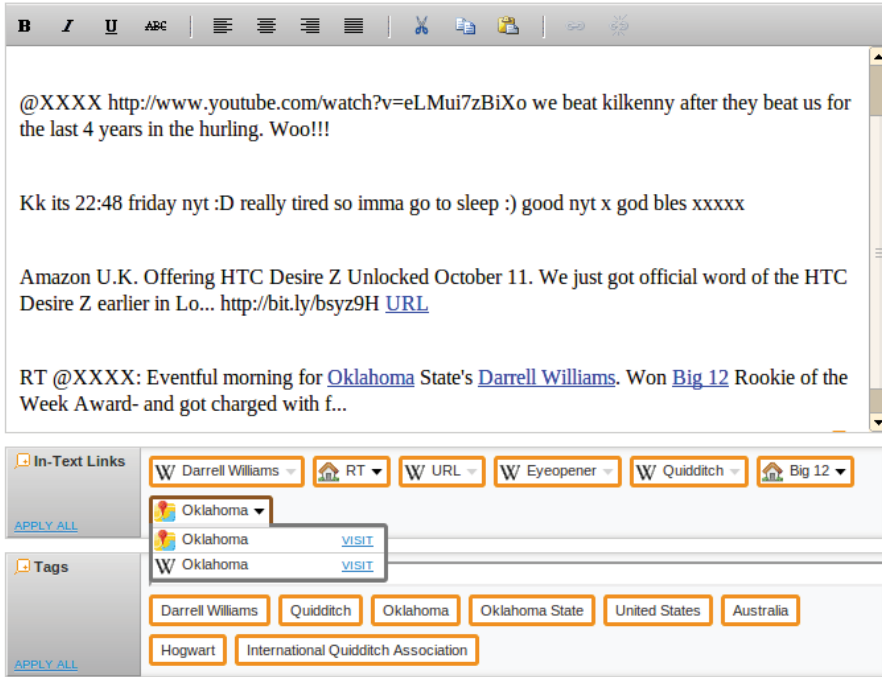 B I U ABC
@XXXX http://www.youtube.com/watch?v=eLMui7zBiXo we beat kilkenny after they beat us for
the last 4 years in the hurling. Woo!!!
Kk its 22:48 friday nyt :D really tired so imma go to sleep :) good nyt x god bles xxxxx
Amazon U.K. Offering HTC Desire Z Unlocked October 11. We just got official word of the HTC
Desire Z earlier in Lo... http://bit.ly/bsyz9H URL
RT @XXXX: Eventful morning for Oklahoma State's Darrell Williams. Won Big 12 Rookie of the
Week Award- and got charged with f...
In-Text Links
W Darrell Williams RT W URL W Eyeopener W Quidditch Big 12
Oklahoma
APPLY ALL
Oklahoma VISIT
W Oklahoma VISIT
Tags
Darrell Williams Quidditch Oklahoma Oklahoma State United States Australia
Hogwart International Quidditch Association
APPLY ALL